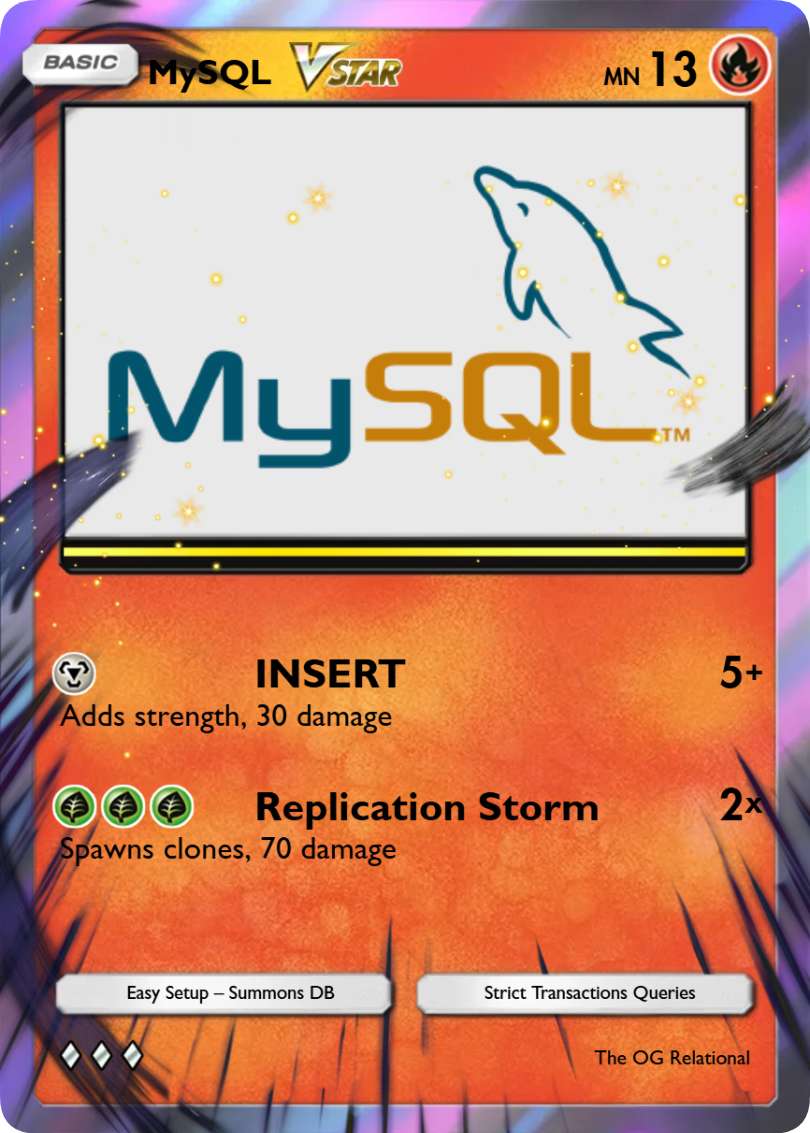 BASIC MySQL VSTAR MN 13
MySQL™
INSERT 5+
Adds strength, 30 damage
Replication Storm 2x
Spawns clones, 70 damage
Easy Setup – Summons DB Strict Transactions Queries
The OG Relational